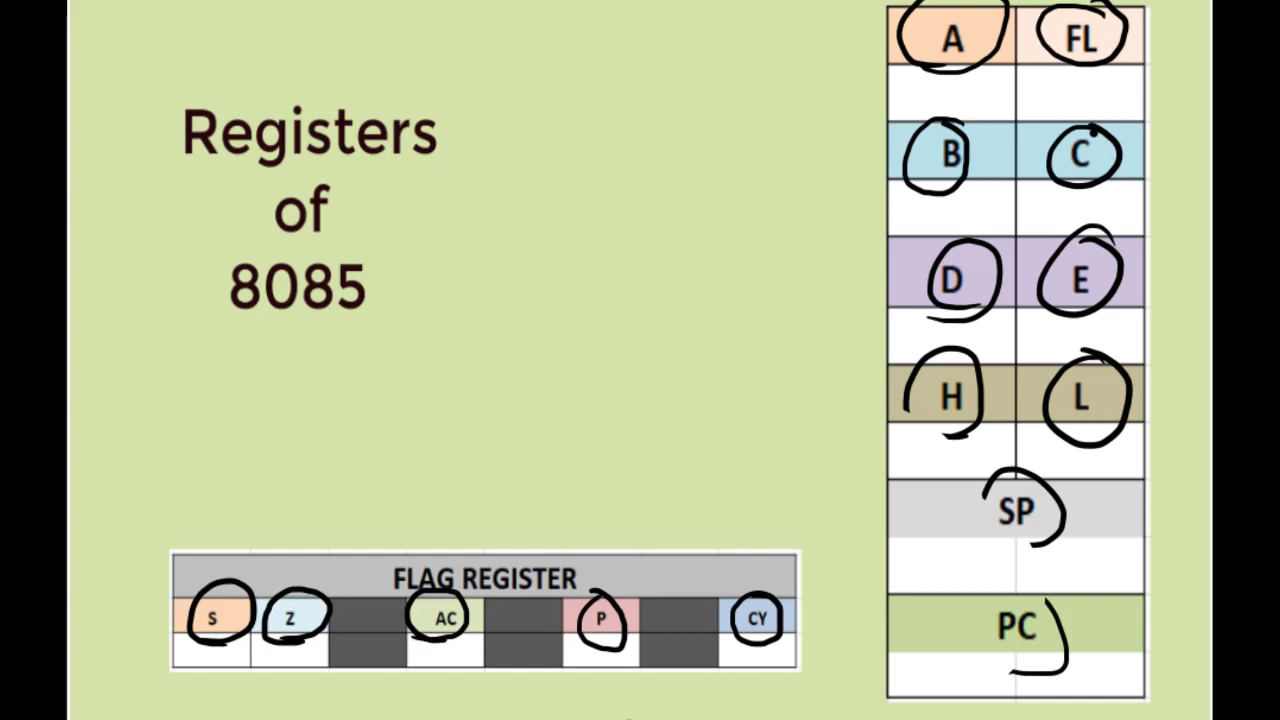 Registers
of
8085
A FL
B C
D E
H L
SP
PC
FLAG REGISTER
S Z AC P CY